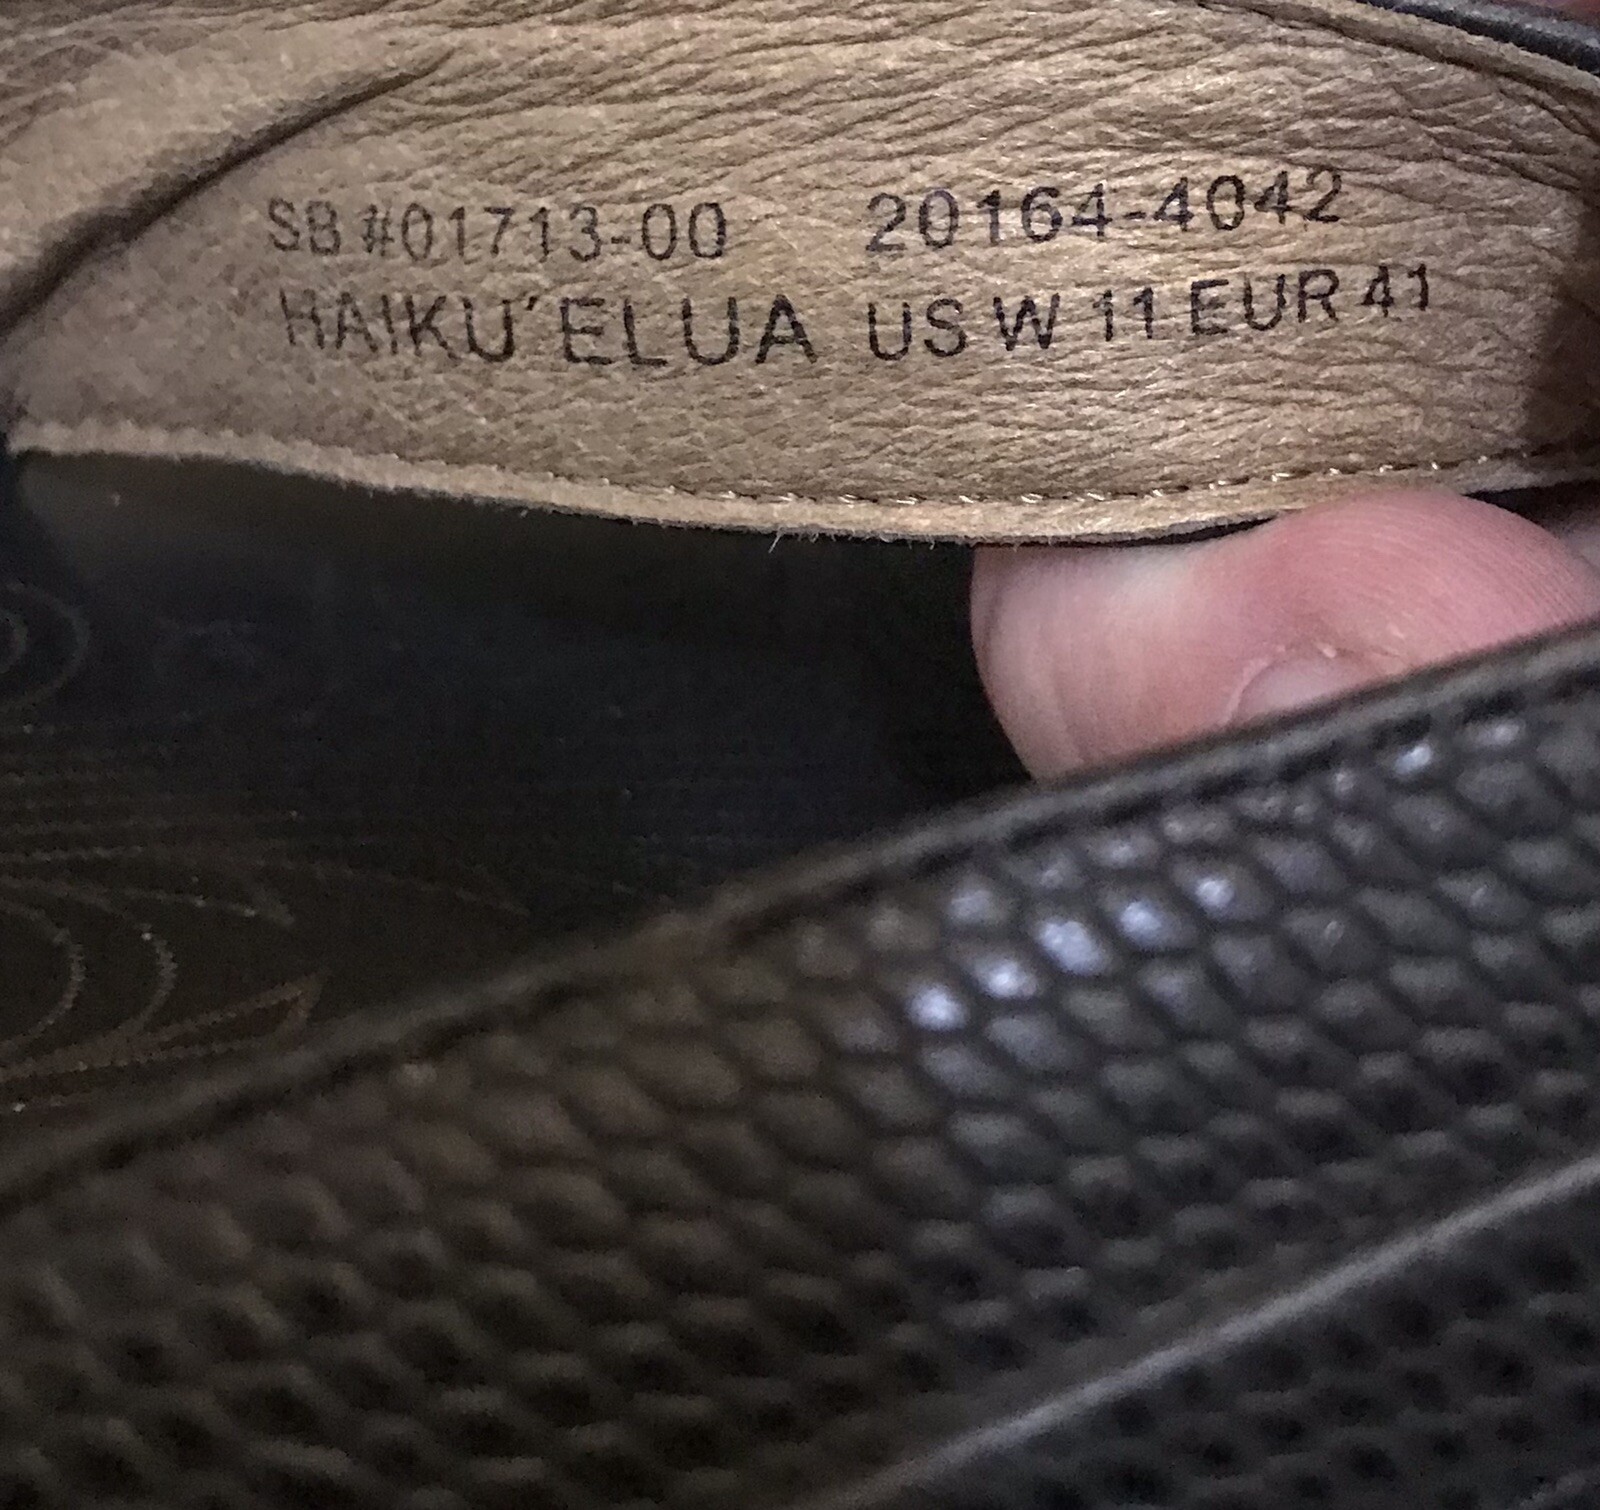 SB #01713-00 20164-4042
HAIKU'ELUA US W 11 EUR 41